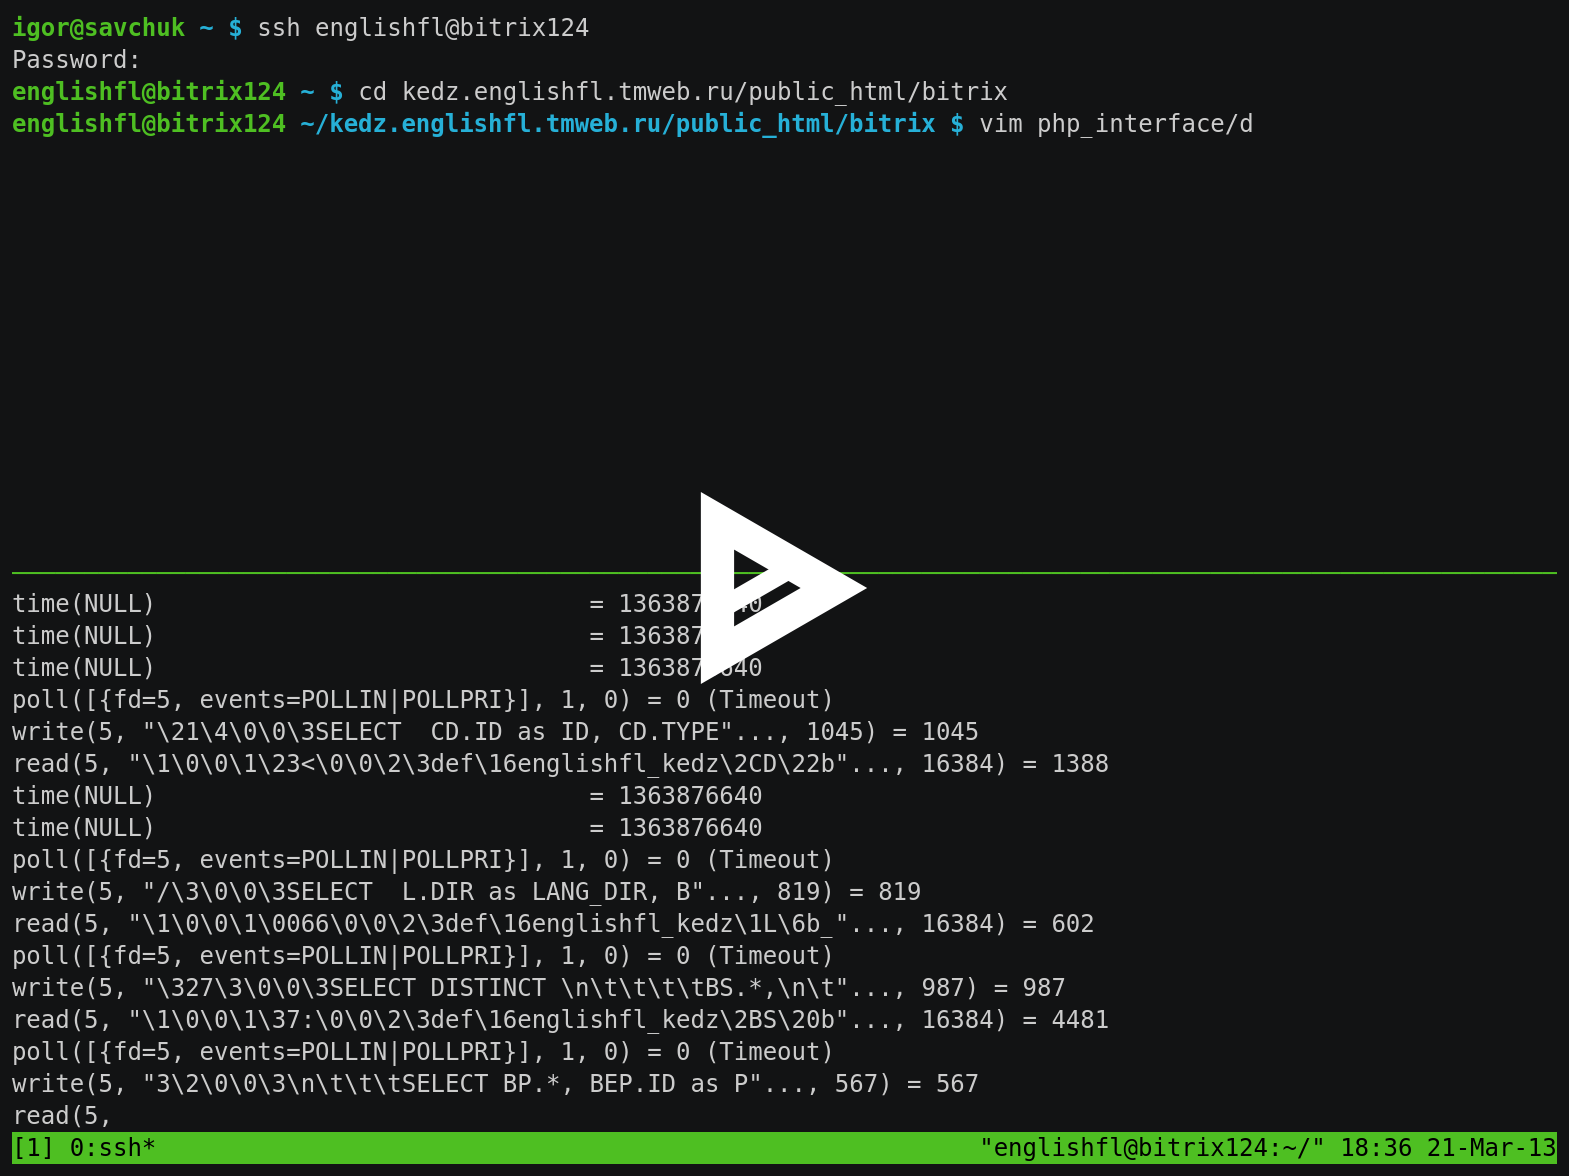 igor@savchuk ~ $ ssh englishfl@bitrix124
Password:
englishfl@bitrix124 ~ $ cd kedz.englishfl.tmweb.ru/public_html/bitrix
englishfl@bitrix124 ~/kedz.englishfl.tmweb.ru/public_html/bitrix $ vim php_interface/d
time(NULL)                              =
time(NULL)                              =
time(NULL)                              =
poll([{fd=5, events=POLLIN|POLLPRI}], 1, 0) = 0 (Timeout)
write(5, "\21\4\0\0\3SELECT  CD.ID as ID, CD.TYPE"..., 1045) = 1045
read(5, "\1\0\0\1\23<\0\0\2\3def\16englishfl_kedz\2CD\22b"..., 16384) = 1388
time(NULL)                              = 1363876640
time(NULL)                              = 1363876640
poll([{fd=5, events=POLLIN|POLLPRI}], 1, 0) = 0 (Timeout)
write(5, "/\3\0\0\3SELECT  L.DIR as LANG_DIR, B"..., 819) = 819
read(5, "\1\0\0\1\0066\0\0\2\3def\16englishfl_kedz\1L\6b_"..., 16384) = 602
poll([{fd=5, events=POLLIN|POLLPRI}], 1, 0) = 0 (Timeout)
write(5, "\327\3\0\0\3SELECT DISTINCT \n\t\t\t\tBS.*,\n\t"..., 987) = 987
read(5, "\1\0\0\1\37:\0\0\2\3def\16englishfl_kedz\2BS\20b"..., 16384) = 4481
poll([{fd=5, events=POLLIN|POLLPRI}], 1, 0) = 0 (Timeout)
write(5, "3\2\0\0\3\n\t\t\tSELECT BP.*, BEP.ID as P"..., 567) = 567
read(5,
[1] 0:ssh*                                                         "englishfl@bitrix124:~/" 18:36 21-Mar-13